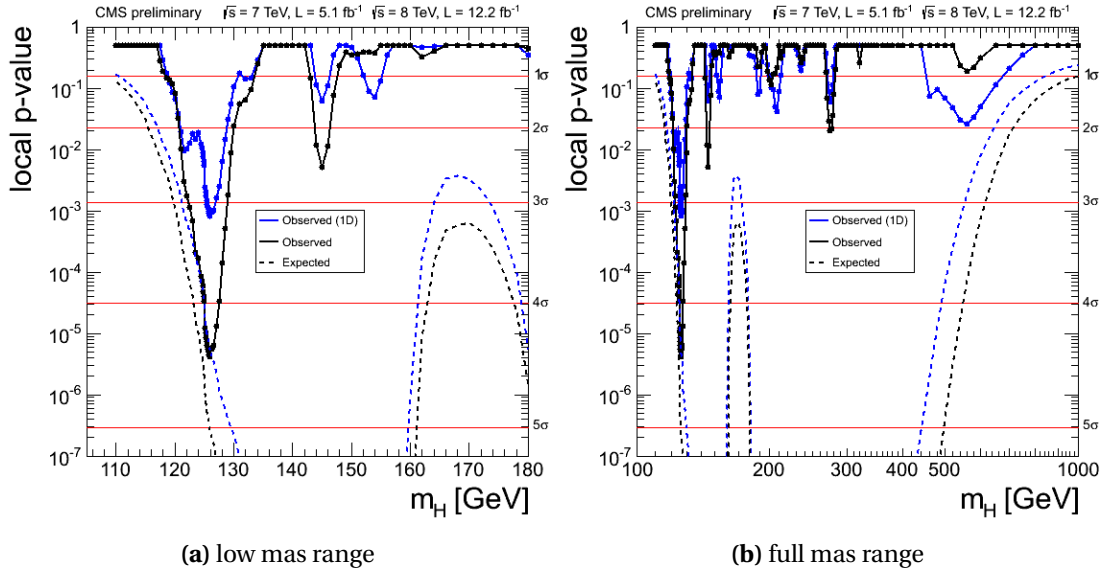 CMS preliminary √s = 7 TeV, L = 5.1 fb⁻¹ √s = 8 TeV, L = 12.2 fb⁻¹
local p-value
1
10⁻¹
10⁻²
10⁻³
10⁻⁴
10⁻⁵
10⁻⁶
10⁻⁷
1σ
2σ
3σ
4σ
5σ
Observed (1D)
Observed
Expected
110 120 130 140 150 160 170 180
m_H [GeV]
(a) low mas range
CMS preliminary √s = 7 TeV, L = 5.1 fb⁻¹ √s = 8 TeV, L = 12.2 fb⁻¹
local p-value
1
10⁻¹
10⁻²
10⁻³
10⁻⁴
10⁻⁵
10⁻⁶
10⁻⁷
1σ
2σ
3σ
4σ
5σ
Observed (1D)
Observed
Expected
100 200 300 400 500 1000
m_H [GeV]
(b) full mas range